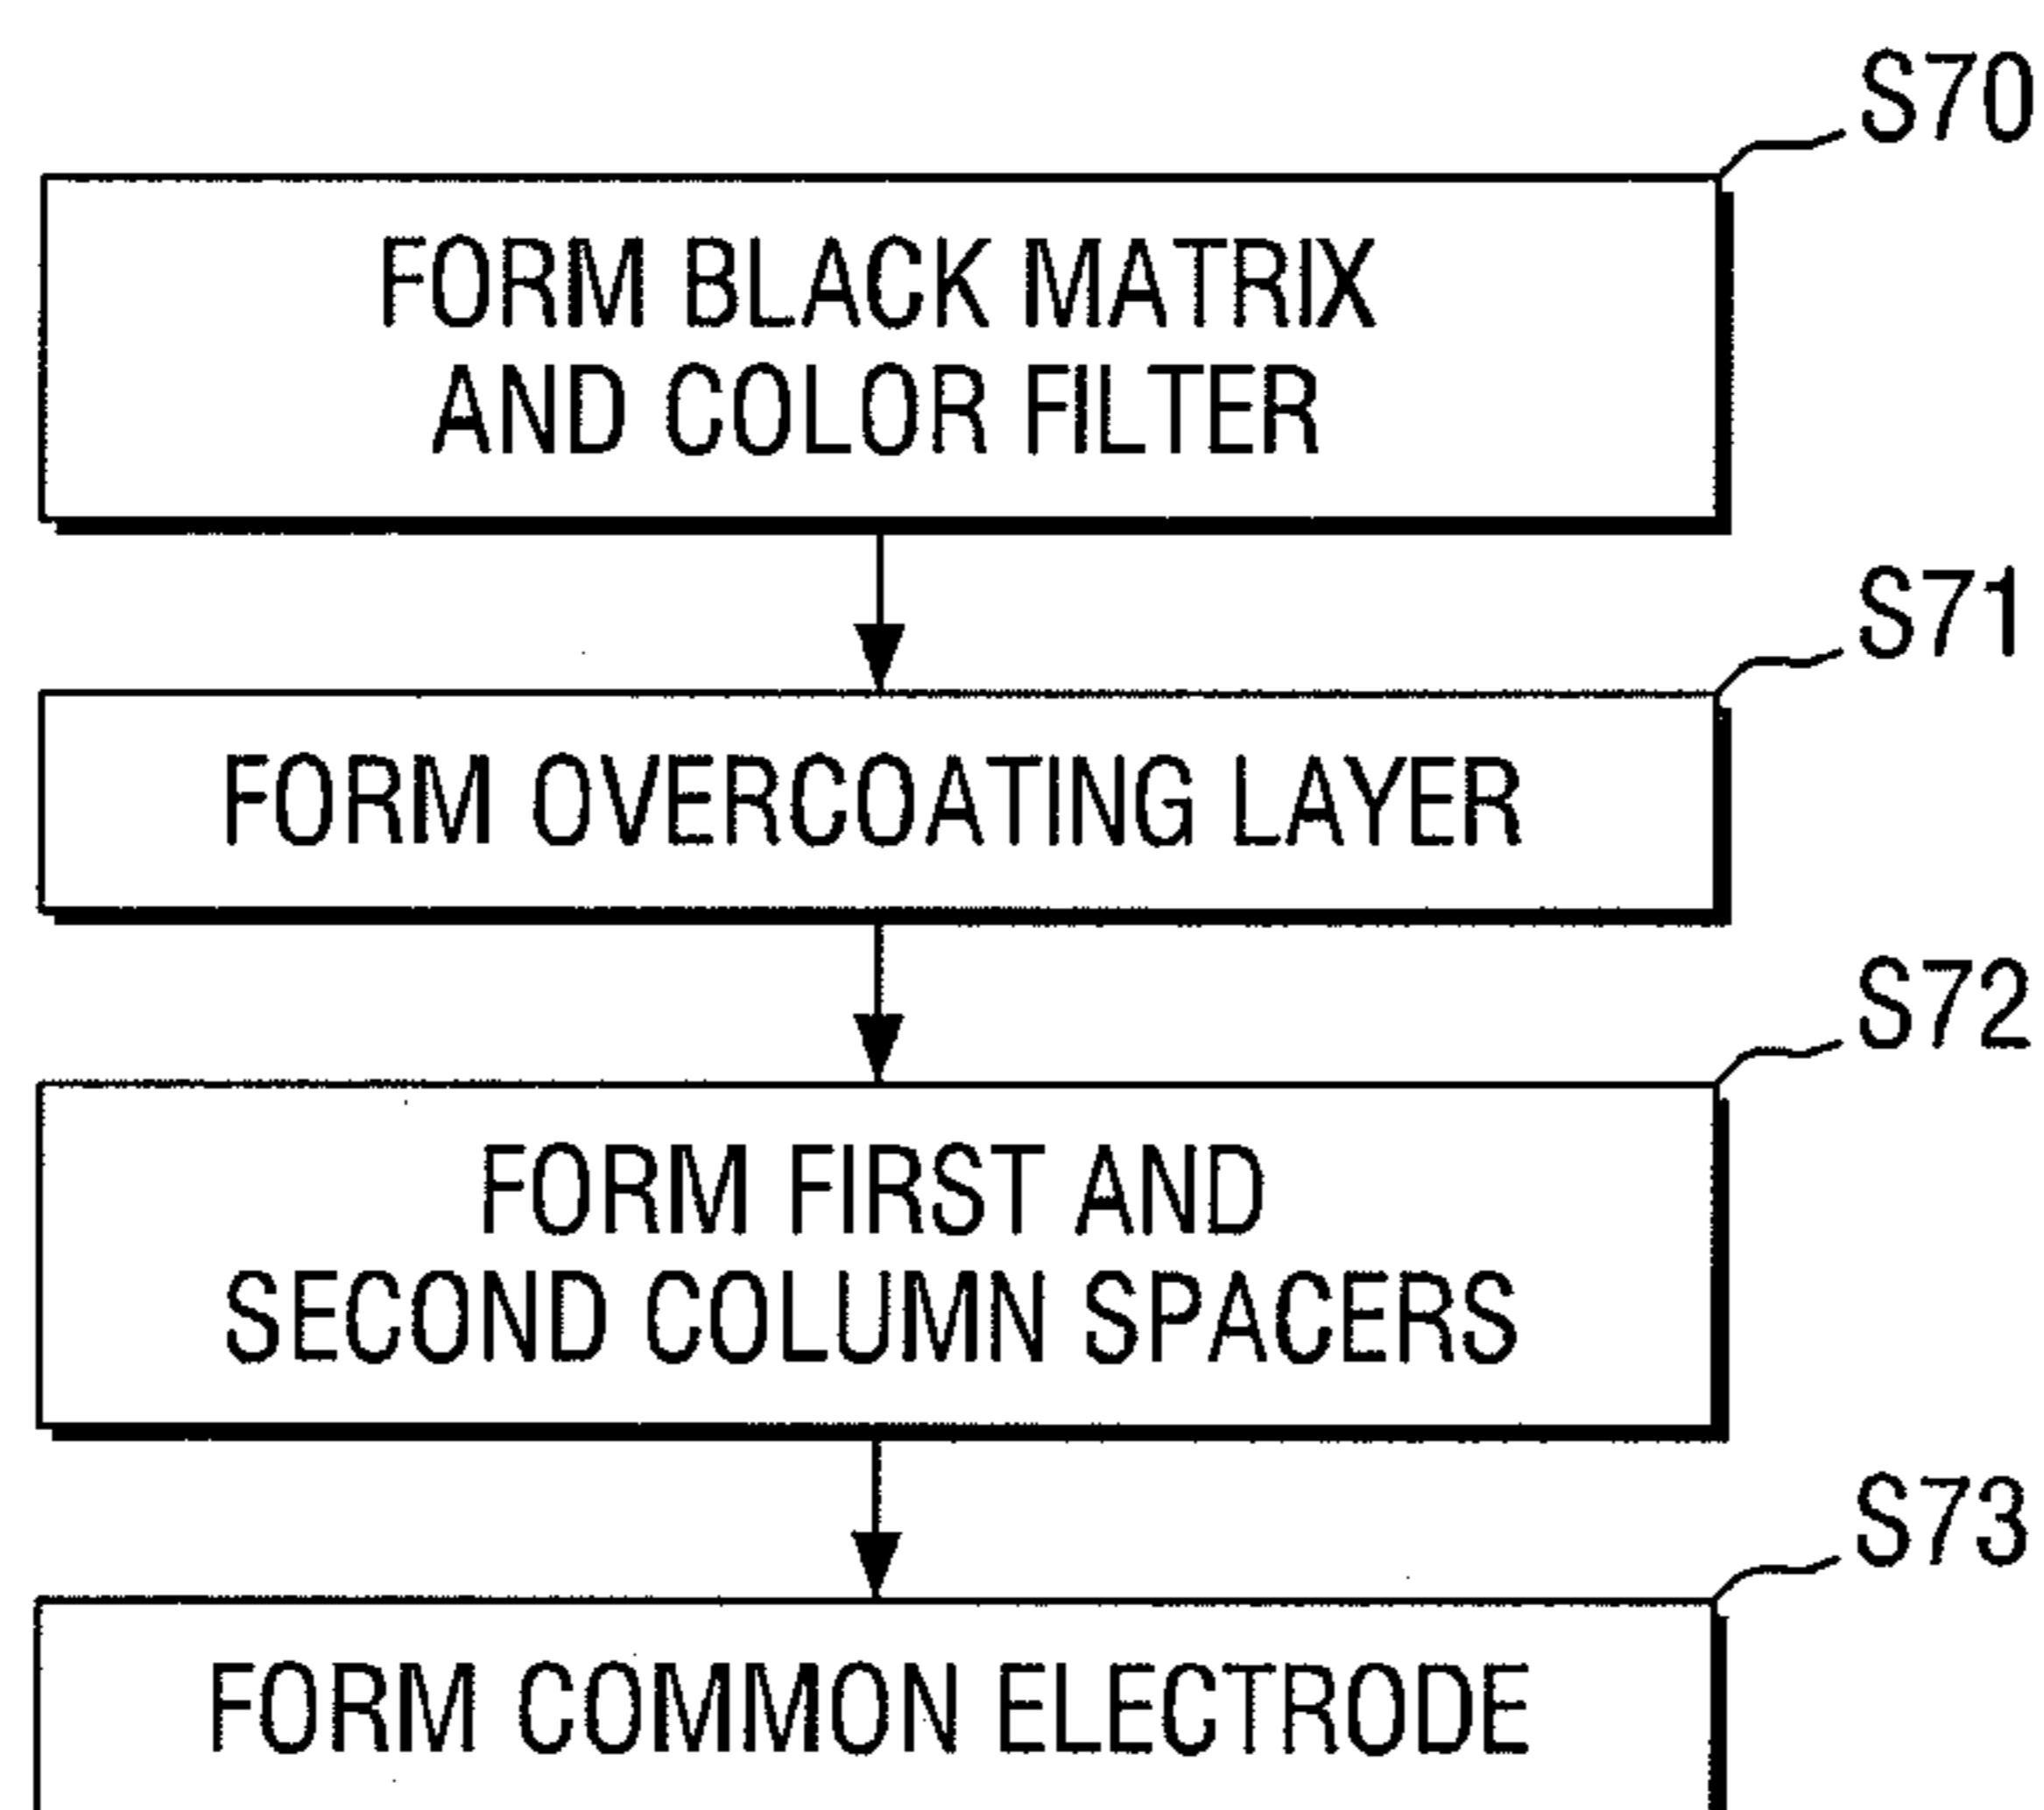 S70
FORM BLACK MATRIX
AND COLOR FILTER
S71
FORM OVERCOATING LAYER
S72
FORM FIRST AND
SECOND COLUMN SPACERS
S73
FORM COMMON ELECTRODE